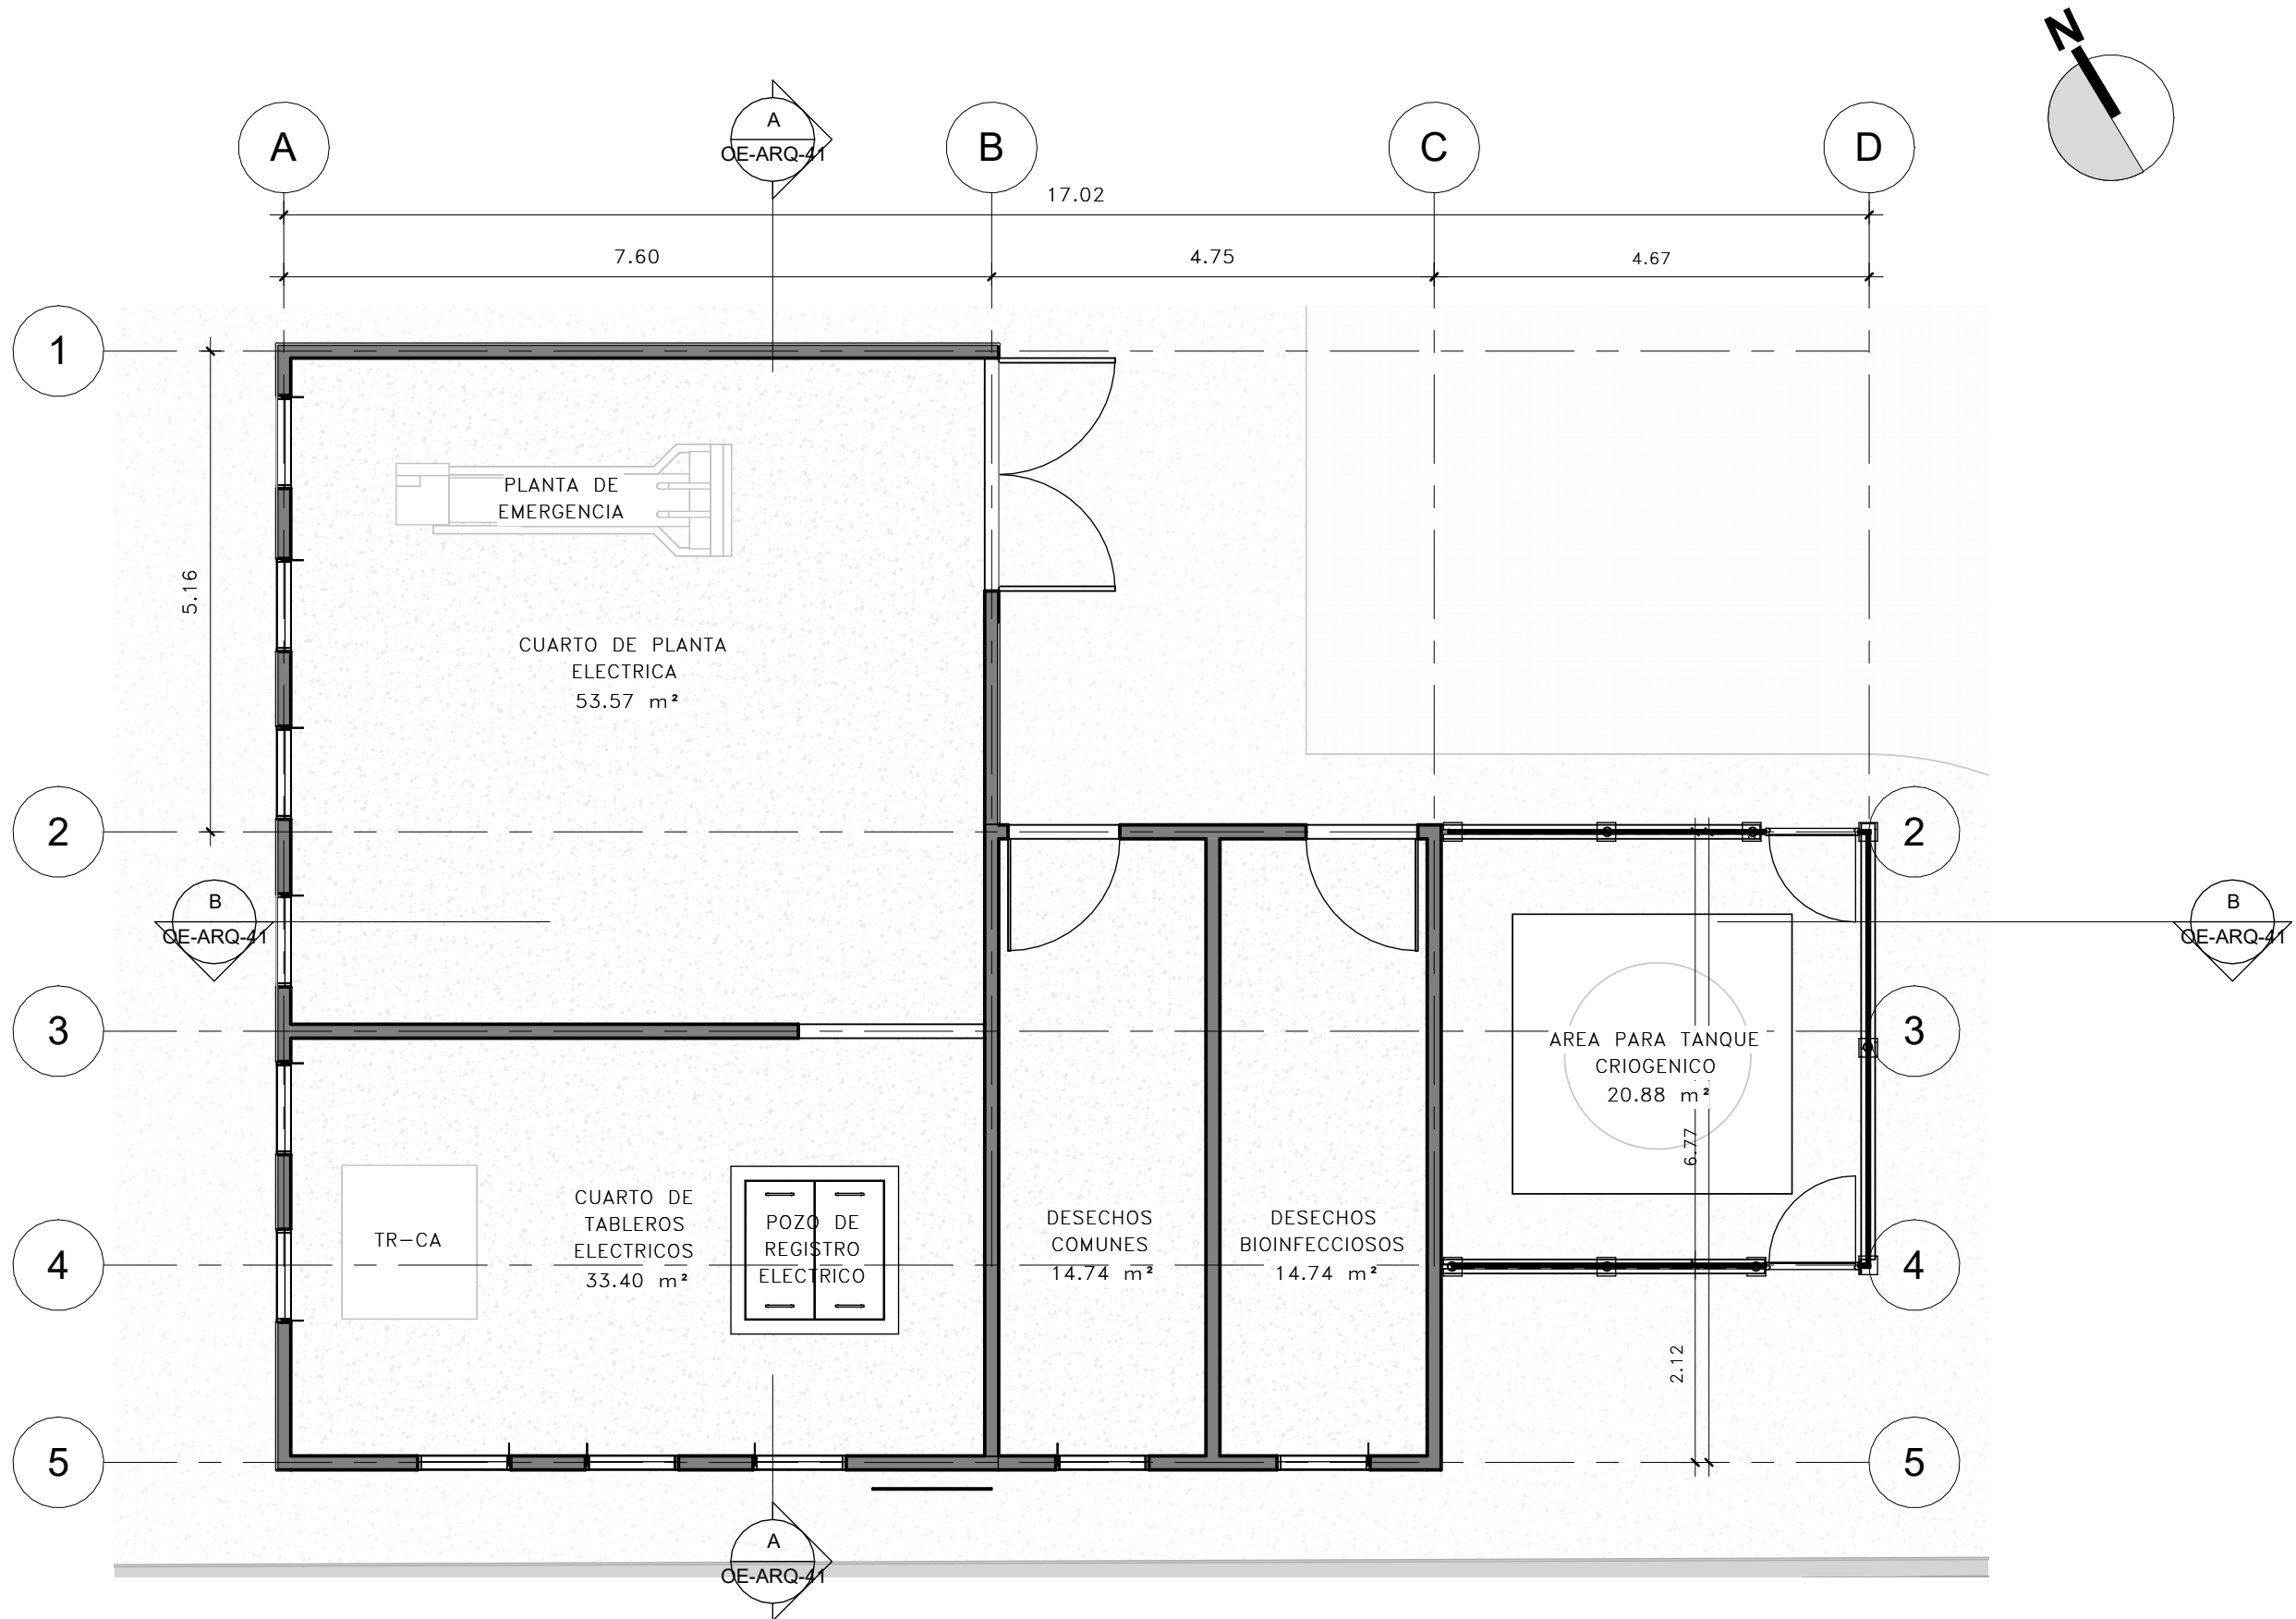 N
A
A
OE-ARQ-41
B
C
D
17.02
7.60
4.75
4.67
1
PLANTA DE
EMERGENCIA
5.16
CUARTO DE PLANTA
ELECTRICA
53.57 m²
2
2
B
OE-ARQ-41
B
OE-ARQ-41
3
3
AREA PARA TANQUE
CRIOGENICO
20.88 m²
6.77
TR-CA
CUARTO DE
TABLEROS
ELECTRICOS
33.40 m²
POZO DE
REGISTRO
ELECTRICO
DESECHOS
COMUNES
14.74 m²
DESECHOS
BIOINFECCIOSOS
14.74 m²
4
4
2.12
5
5
A
OE-ARQ-41